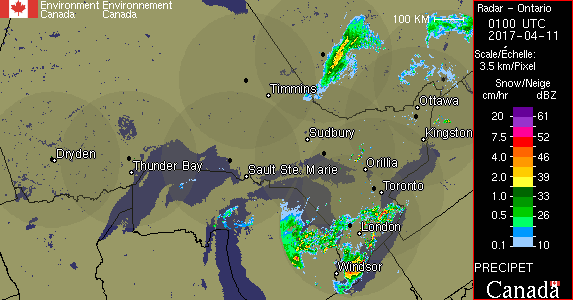 Environment Environnement
Canada Canada
100 KM
Radar - Ontario
0100 UTC
2017-04-11
Scale/Échelle:
3.5 km/Pixel
Snow/Neige
cm/hr dBZ
20 61
7.5 52
4.0 46
2.0 39
1.0 33
0.5 26
0.1 10
PRECIPET
Canada
Timmins
Ottawa
Sudbury
Kingston
Dryden
Thunder Bay
Sault Ste. Marie
Orillia
Toronto
London
Windsor